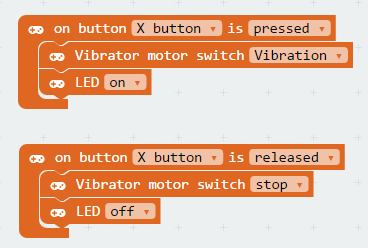 on button X button is pressed
Vibrator motor switch Vibration
LED on
on button X button is released
Vibrator motor switch stop
LED off